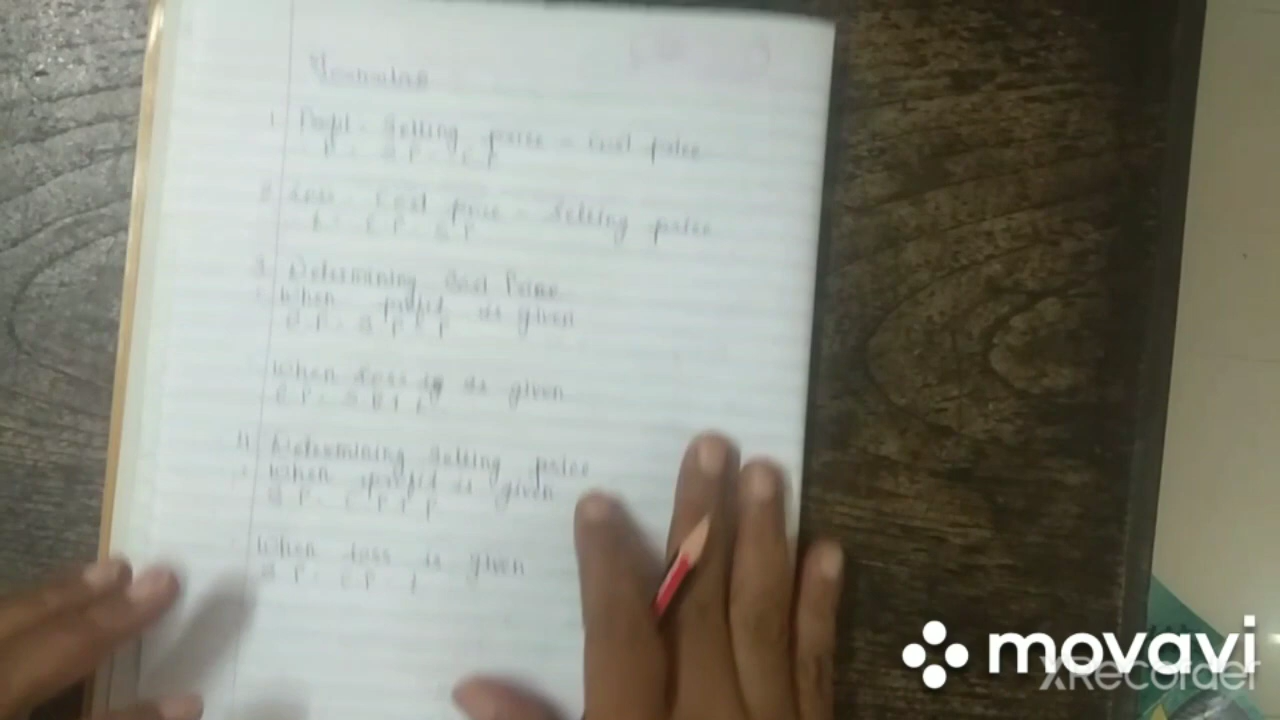 Formulas
1. Profit = Selling price - Cost price
P = S P - C P
2. Loss = Cost price - Selling price
L = C P - S P
3. Determining Cost Price
When profit is given
C P = S P - P
When loss is given
C P = S P + L
4. Determining Selling price
When profit is given
S P = C P + P
When loss is given
S P = C P - L
movavi
XRecorder